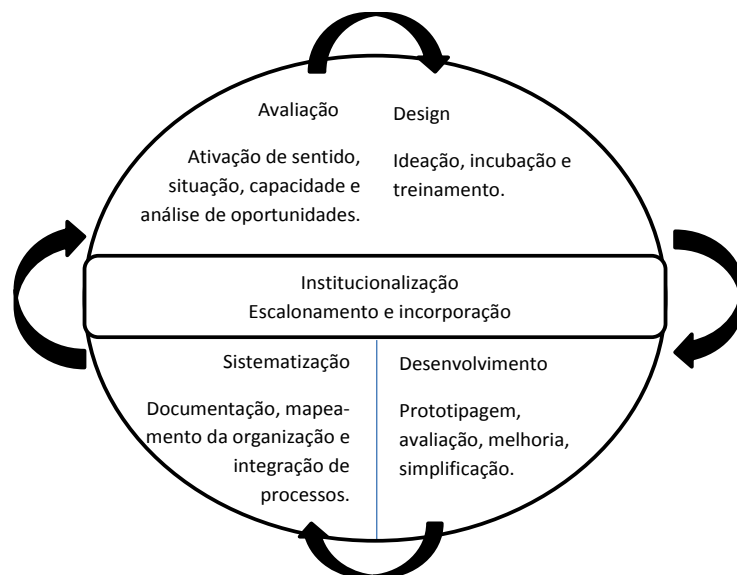 Avaliação
Ativação de sentido,
situação, capacidade e
análise de oportunidades.
Design
Ideação, incubação e
treinamento.
Institucionalização
Escalonamento e incorporação
Sistematização
Documentação, mapea-
mento da organização e
integração de
processos.
Desenvolvimento
Prototipagem,
avaliação, melhoria,
simplificação.